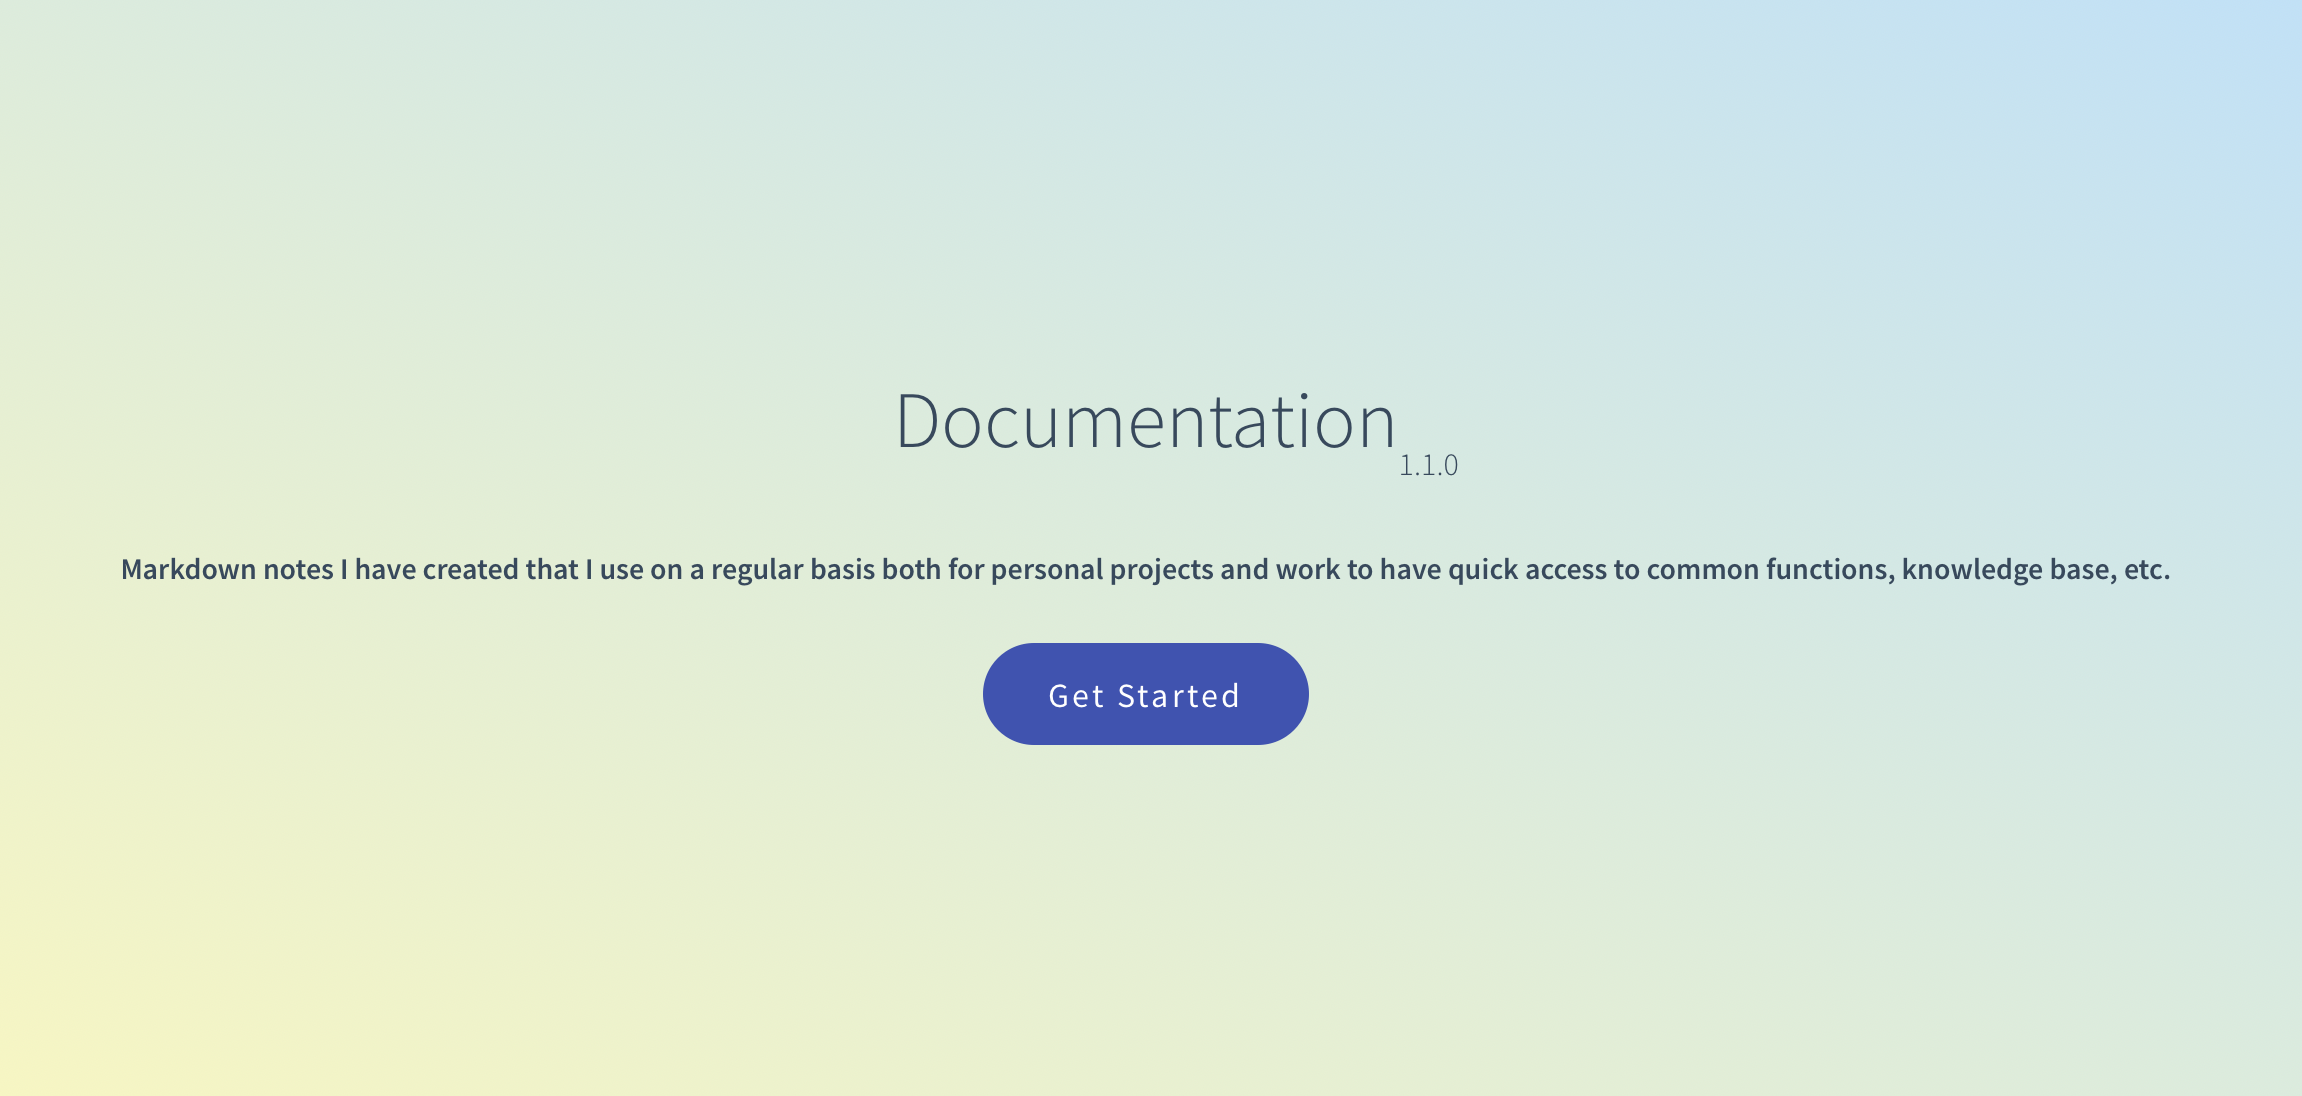 Documentation
1.1.0
Markdown notes I have created that I use on a regular basis both for personal projects and work to have quick access to common functions, knowledge base, etc.
Get Started